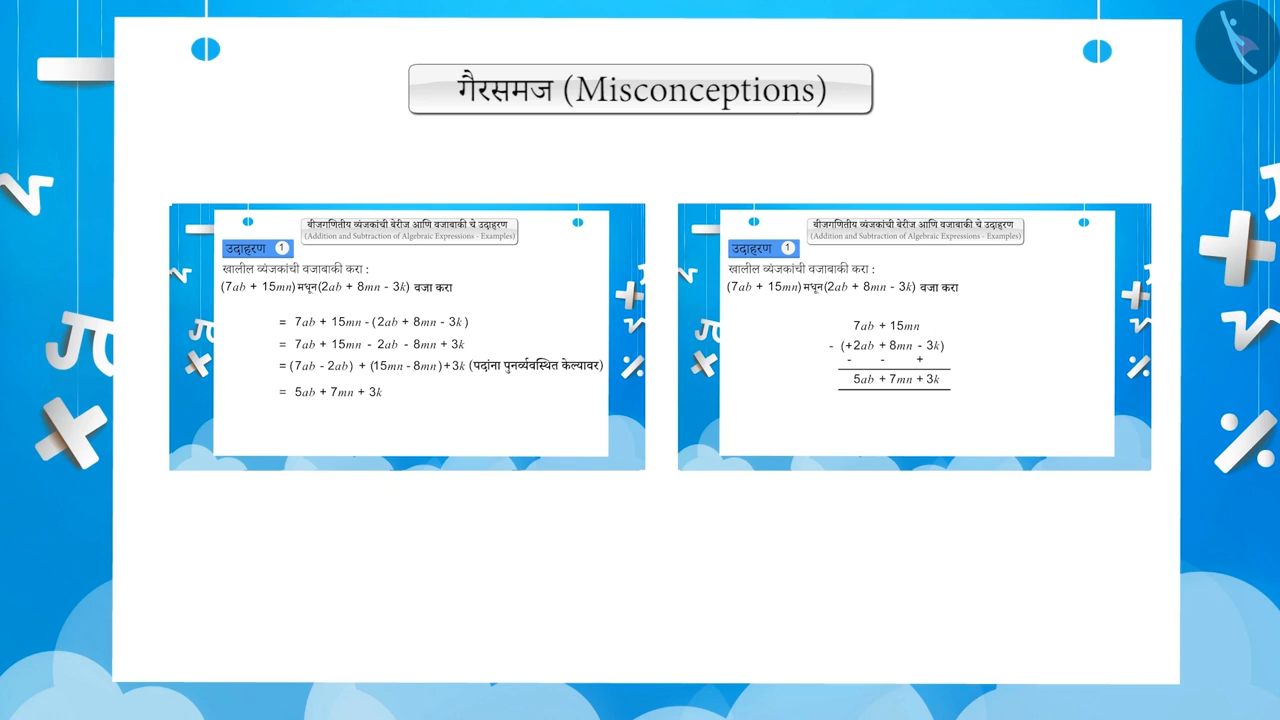 गैरसमज (Misconceptions)
बीजगणितीय व्यंजकांची बेरीज आणि वजाबाकी चे उदाहरण
(Addition and Subtraction of Algebraic Expressions - Examples)
उदाहरण 1
खालील व्यंजकांची वजाबाकी करा :
(7ab + 15mn) मधून (2ab + 8mn - 3k) वजा करा
= 7ab + 15mn - (2ab + 8mn - 3k)
= 7ab + 15mn - 2ab - 8mn + 3k
= (7ab - 2ab) + (15mn - 8mn) + 3k (पदांना पुनर्व्यवस्थित केल्यावर)
= 5ab + 7mn + 3k
बीजगणितीय व्यंजकांची बेरीज आणि वजाबाकी चे उदाहरण
(Addition and Subtraction of Algebraic Expressions - Examples)
उदाहरण 1
खालील व्यंजकांची वजाबाकी करा :
(7ab + 15mn) मधून (2ab + 8mn - 3k) वजा करा
7ab + 15mn
- (+2ab + 8mn - 3k)
- - +
5ab + 7mn + 3k